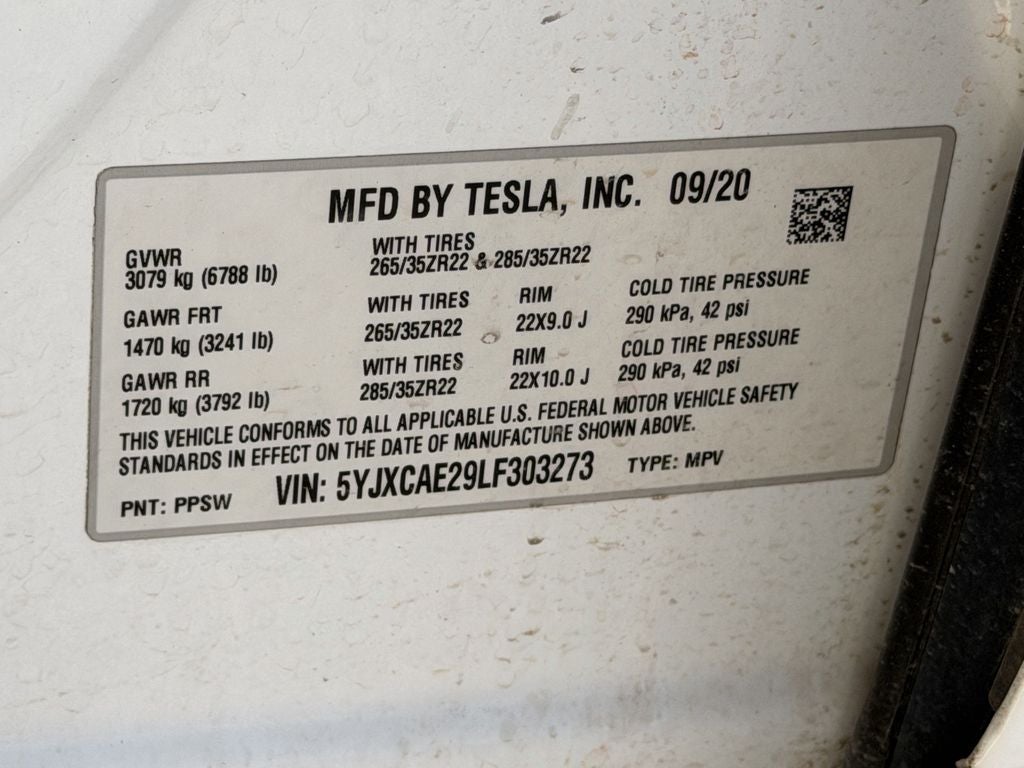 MFD BY TESLA, INC. 09/20
GVWR WITH TIRES
3079 kg (6788 lb) 265/35ZR22 & 285/35ZR22
GAWR FRT WITH TIRES RIM COLD TIRE PRESSURE
1470 kg (3241 lb) 265/35ZR22 22X9.0 J 290 kPa, 42 psi
GAWR RR WITH TIRES RIM COLD TIRE PRESSURE
1720 kg (3792 lb) 285/35ZR22 22X10.0 J 290 kPa, 42 psi
THIS VEHICLE CONFORMS TO ALL APPLICABLE U.S. FEDERAL MOTOR VEHICLE SAFETY
STANDARDS IN EFFECT ON THE DATE OF MANUFACTURE SHOWN ABOVE.
PNT: PPSW VIN: 5YJXCAE29LF303273 TYPE: MPV